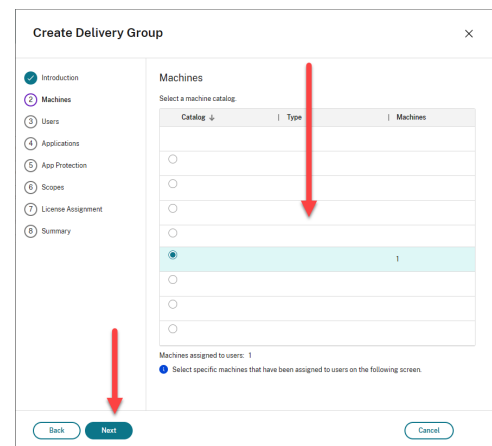 Create Delivery Group
Introduction
2 Machines
3 Users
4 Applications
5 App Protection
6 Scopes
7 License Assignment
8 Summary
Machines
Select a machine catalog.
Catalog ↓ | Type | Machines
1
Machines assigned to users: 1
Select specific machines that have been assigned to users on the following screen.
Back Next Cancel